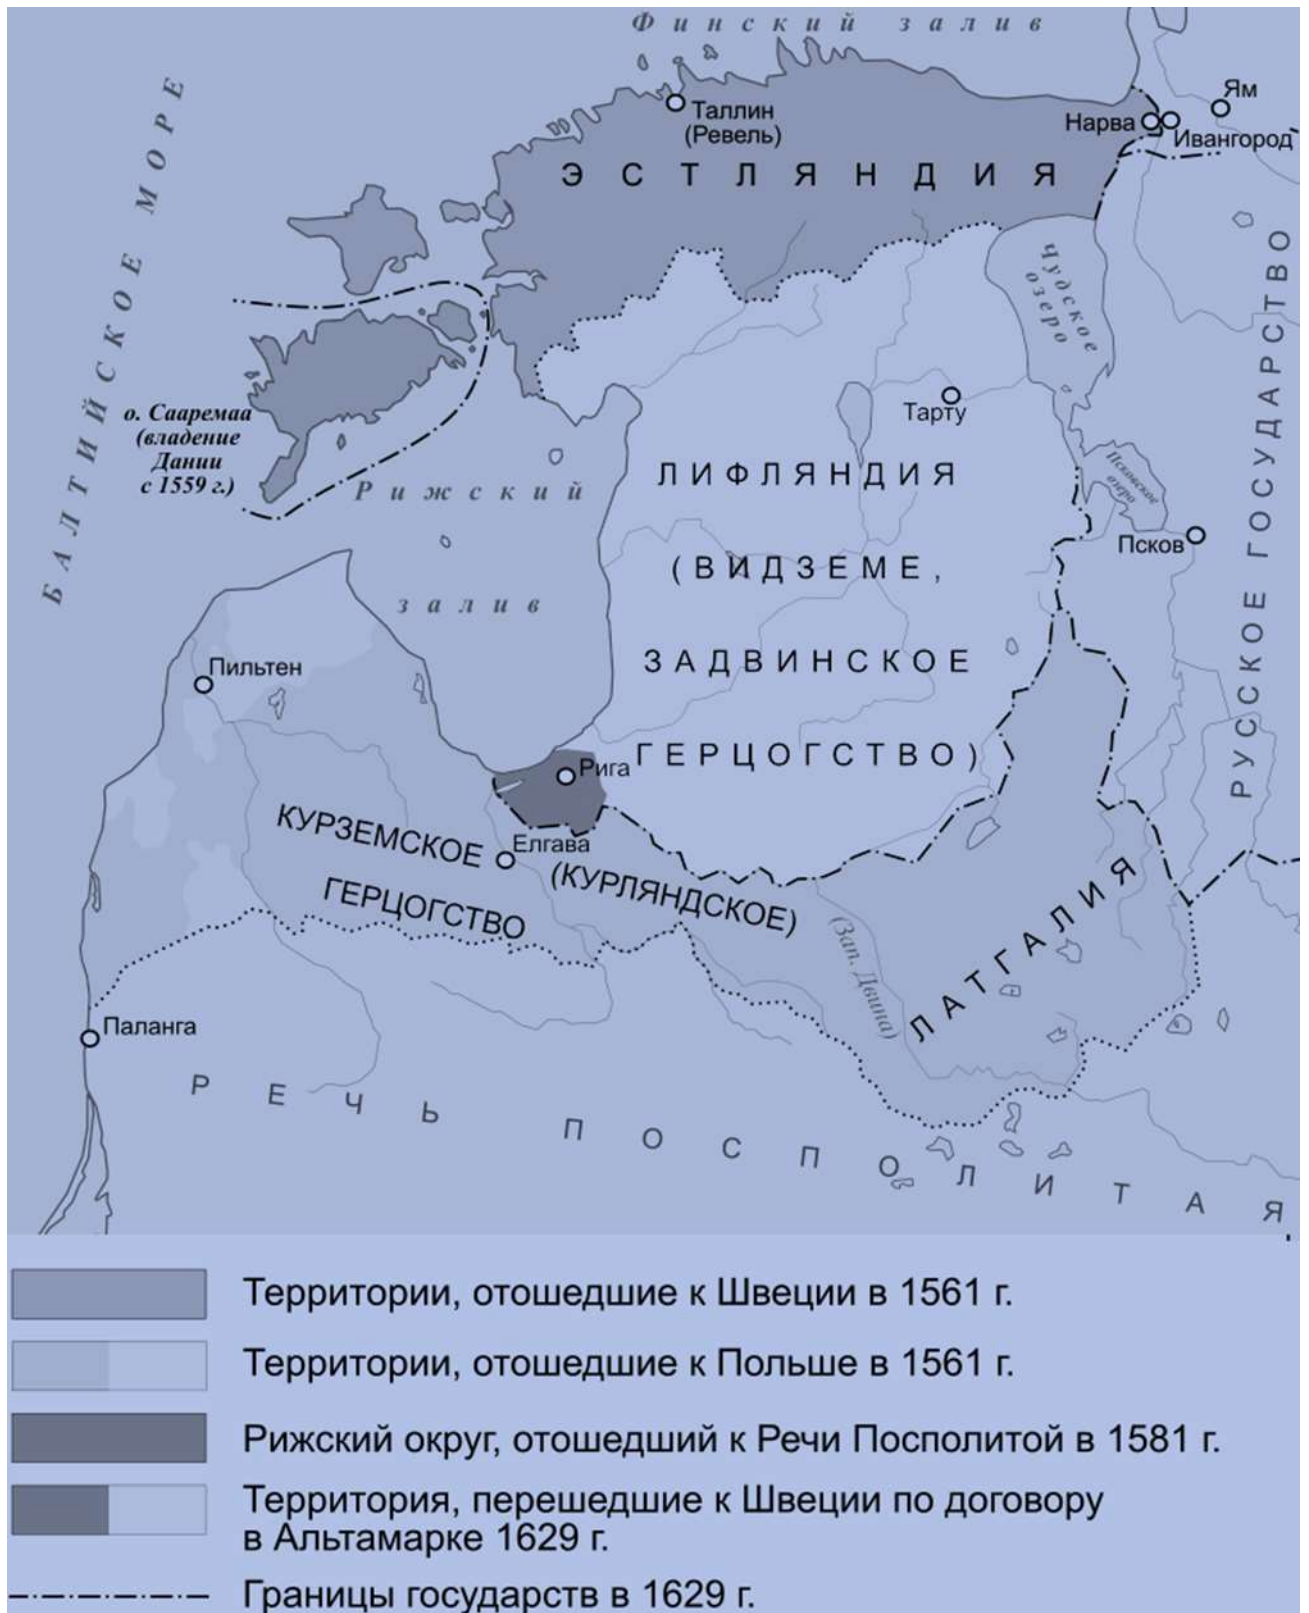 Финский залив
БАЛТИЙСКОЕ МОРЕ
Таллин
(Ревель)
Нарва
Ивангород
Ям
ЭСТЛЯНДИЯ
Чудское
озеро
о. Сааремаа
(владение
Дании
с 1559 г.)
Рижский
залив
Тарту
ЛИФЛЯНДИЯ
(ВИДЗЕМЕ,
ЗАДВИНСКОЕ
ГЕРЦОГСТВО)
Псковское
озеро
Псков
РУССКОЕ ГОСУДАРСТВО
Пильтен
Рига
Елгава
КУРЗЕМСКОЕ
(КУРЛЯНДСКОЕ)
ГЕРЦОГСТВО
(Зап. Двина)
ЛАТГАЛИЯ
Паланга
РЕЧЬ ПОСПОЛИТАЯ
Территории, отошедшие к Швеции в 1561 г.
Территории, отошедшие к Польше в 1561 г.
Рижский округ, отошедший к Речи Посполитой в 1581 г.
Территория, перешедшие к Швеции по договору
в Альтамарке 1629 г.
Границы государств в 1629 г.